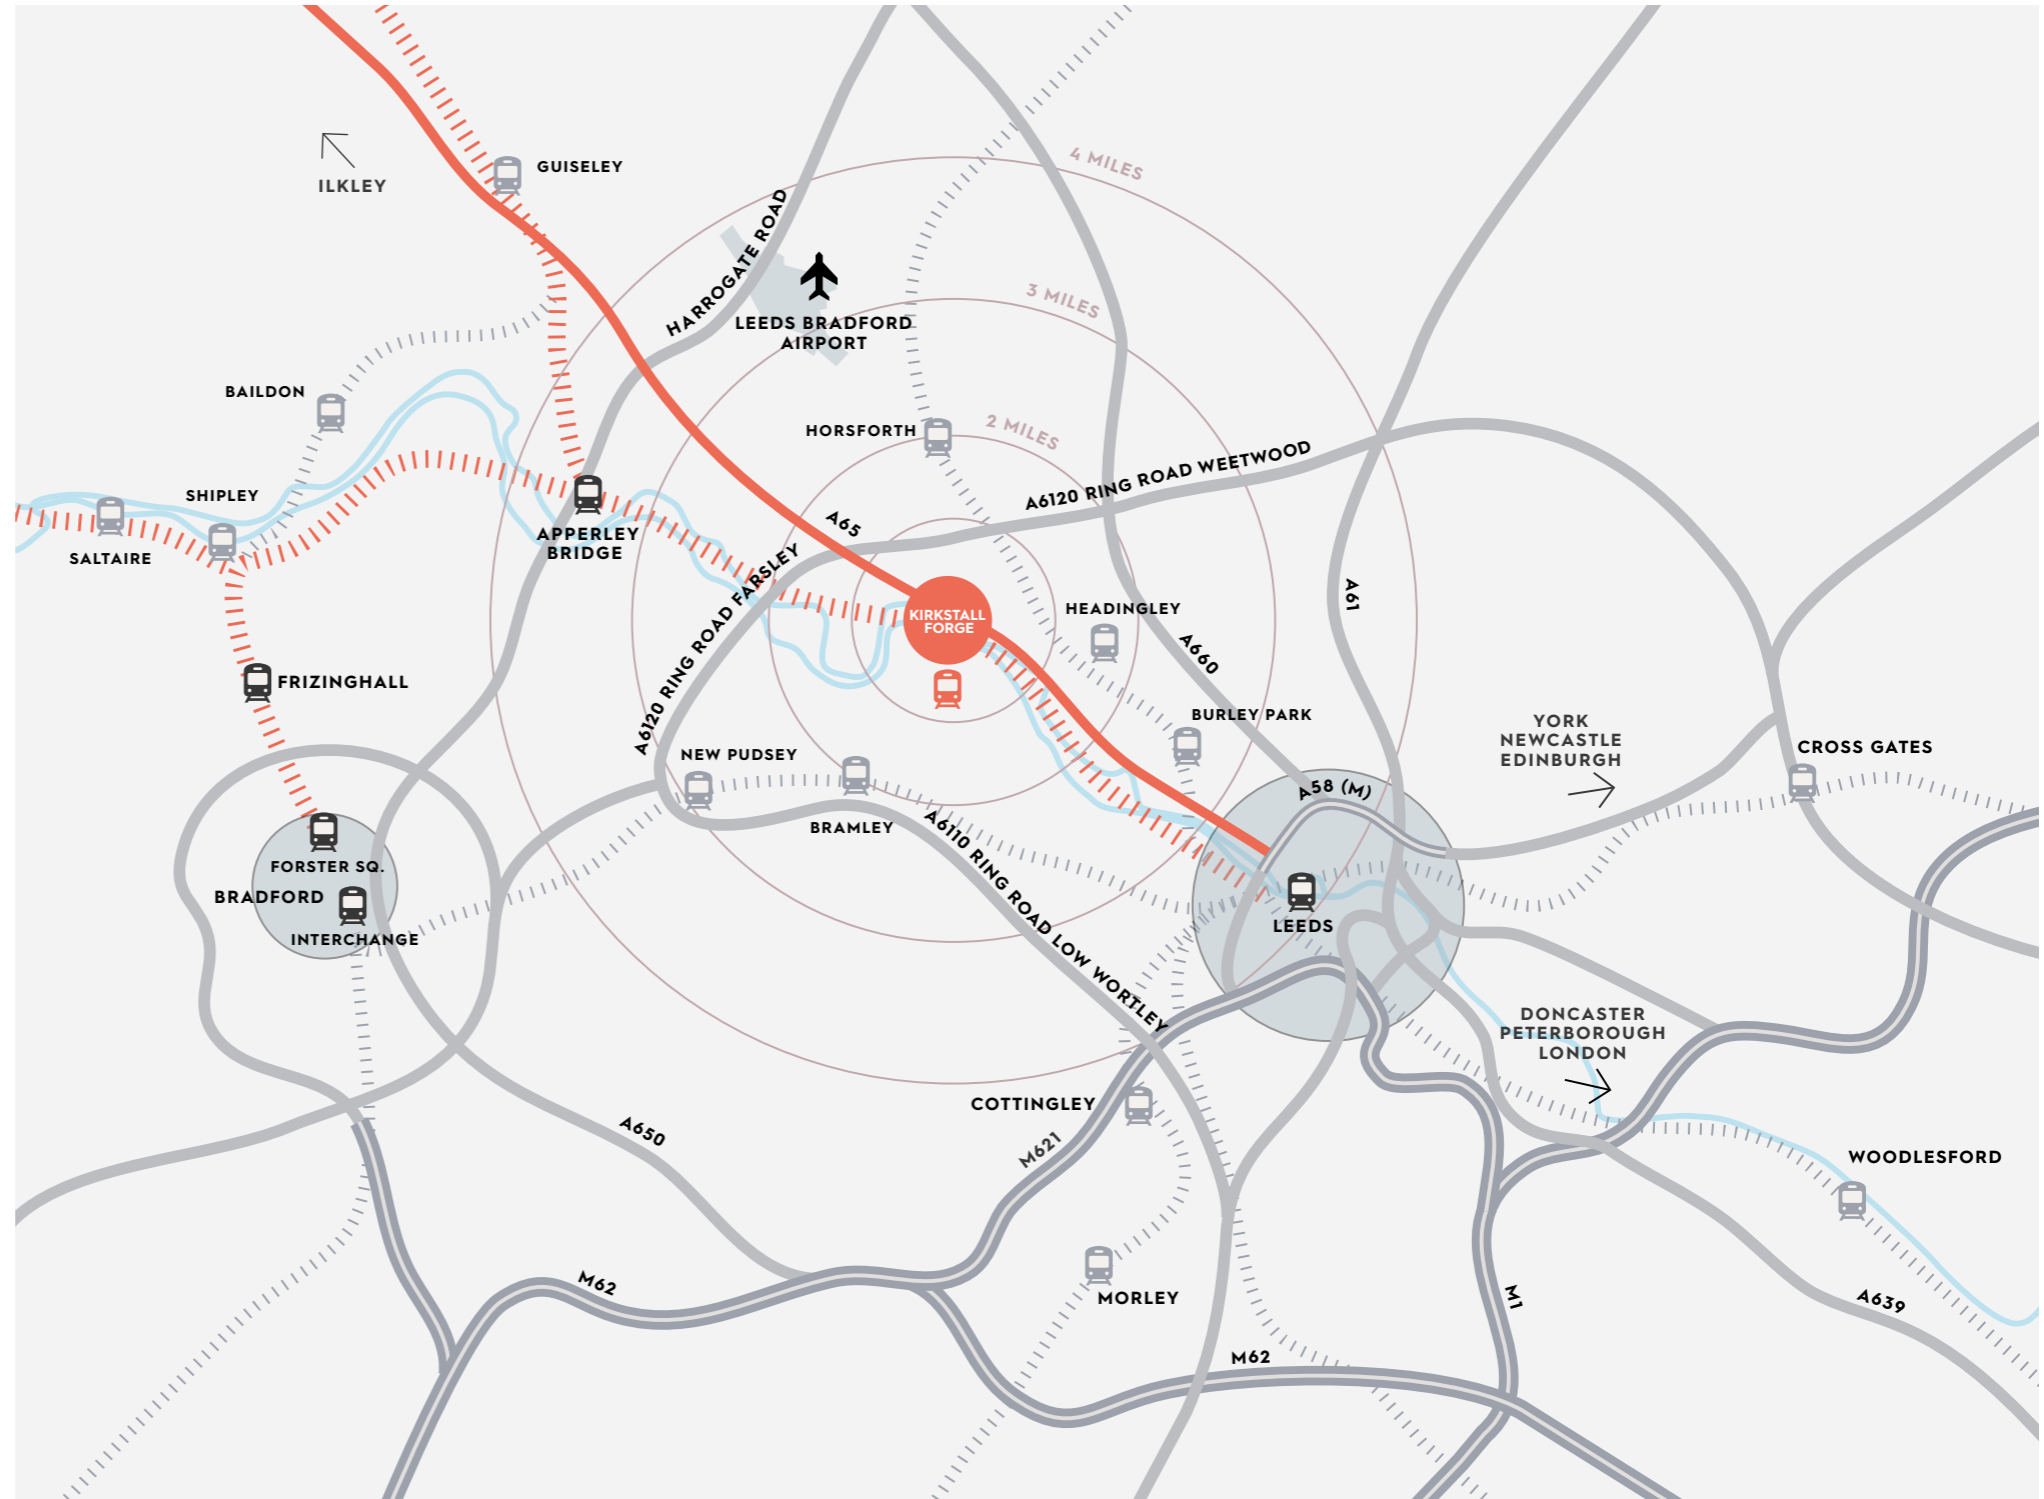 4 MILES
GUISELEY
ILKLEY
HARROGATE ROAD
3 MILES
LEEDS BRADFORD
AIRPORT
BAILDON
HORSFORTH
2 MILES
A6120 RING ROAD WEETWOOD
SHIPLEY
A65
APPERLEY
BRIDGE
SALTAIRE
A6120 RING ROAD FARSLEY
KIRKSTALL
FORGE
HEADINGLEY
A61
A660
FRIZINGHALL
BURLEY PARK
YORK
NEWCASTLE
EDINBURGH
CROSS GATES
NEW PUDSEY
A58 (M)
BRAMLEY
A6110 RING ROAD LOW WORTLEY
FORSTER SQ.
BRADFORD
INTERCHANGE
LEEDS
DONCASTER
PETERBOROUGH
LONDON
COTTINGLEY
A650
M621
WOODLESFORD
M62
MORLEY
M1
A639
M62